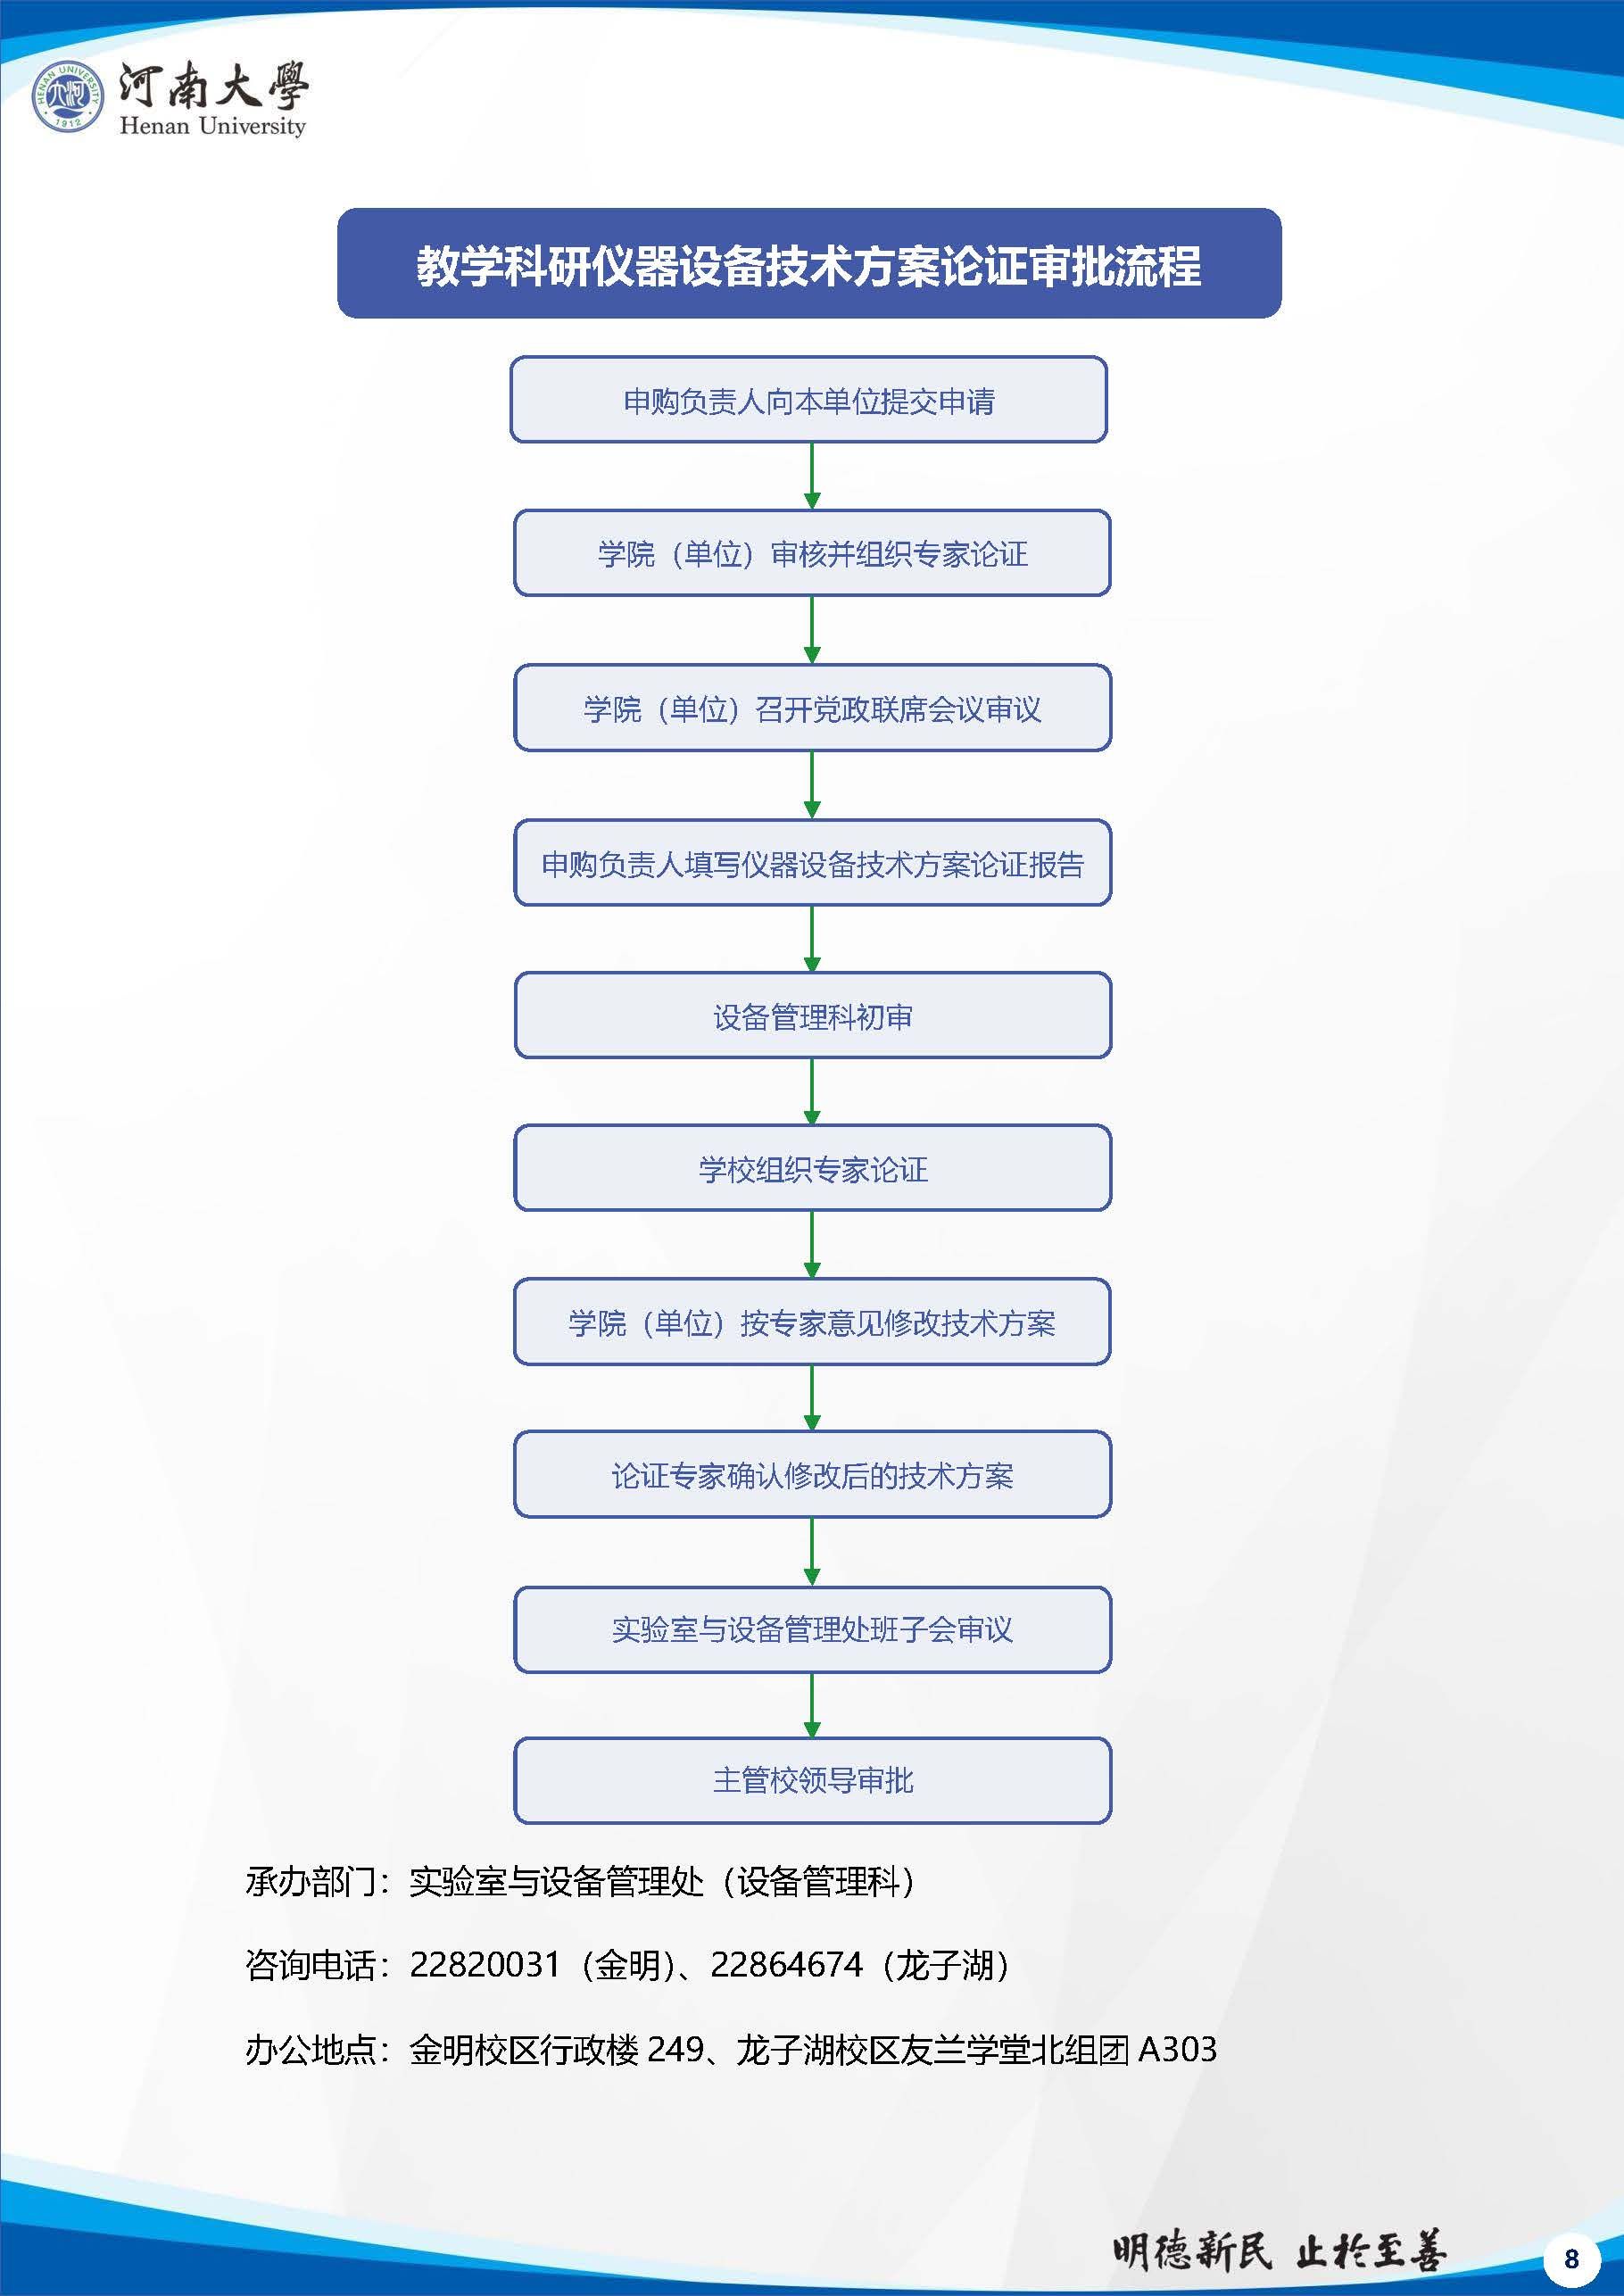 河南大學
Henan University
HENAN UNIVERSITY
1912
教学科研仪器设备技术方案论证审批流程
申购负责人向本单位提交申请
学院（单位）审核并组织专家论证
学院（单位）召开党政联席会议审议
申购负责人填写仪器设备技术方案论证报告
设备管理科初审
学校组织专家论证
学院（单位）按专家意见修改技术方案
论证专家确认修改后的技术方案
实验室与设备管理处班子会审议
主管校领导审批
承办部门：实验室与设备管理处（设备管理科）
咨询电话：22820031（金明）、22864674（龙子湖）
办公地点：金明校区行政楼 249、龙子湖校区友兰学堂北组团 A303
明德新民 止於至善
8